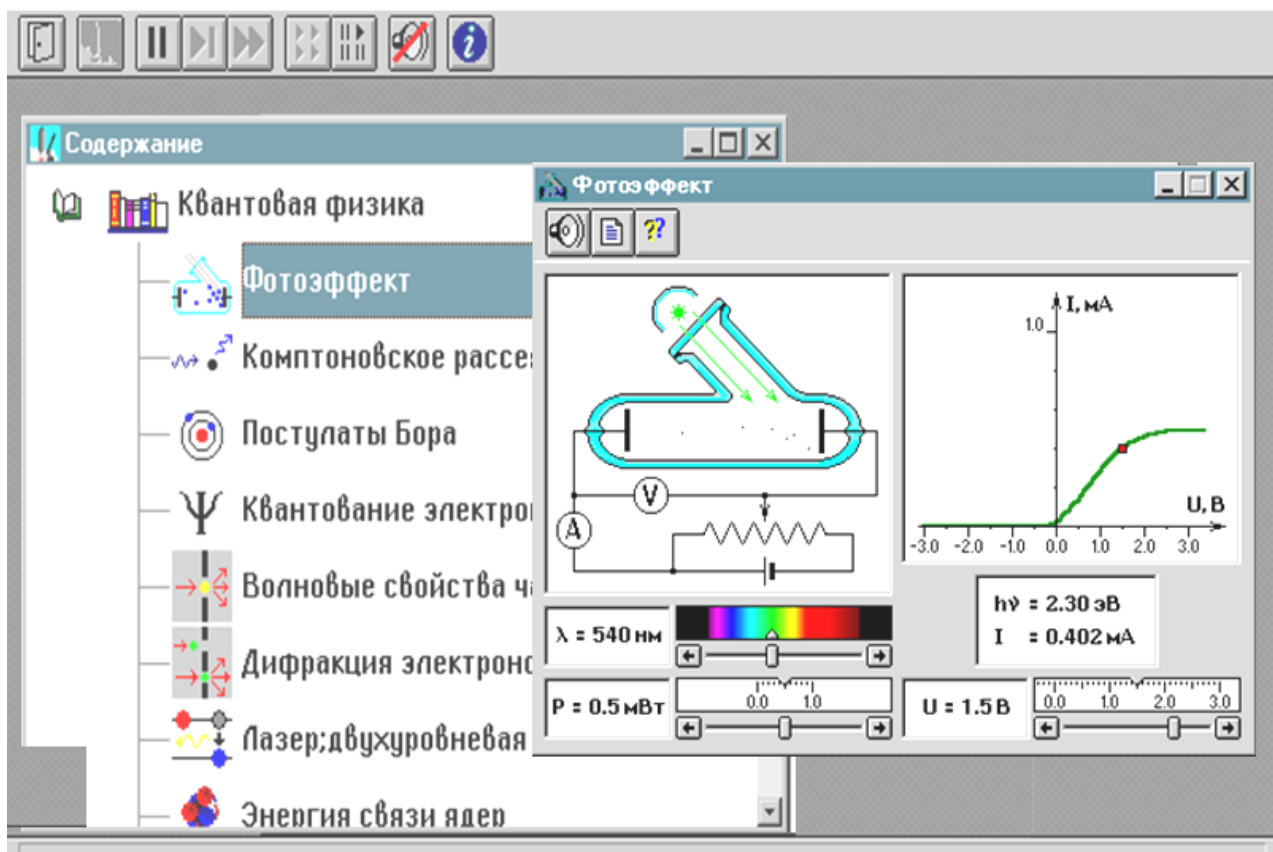 Содержание
Квантовая физика
Фотоэффект
Комптоновское рассе
Постулаты Бора
Квантование электро
Волновые свойства ча
Дифракция электроно
Лазер;двухуровневая
Энергия связи ядер
Фотоэффект
V
A
I, мА
1.0
U, В
-3.0 -2.0 -1.0 0.0 1.0 2.0 3.0
hν = 2.30 эВ
I = 0.402 мА
λ = 540 нм
P = 0.5 мВт
0.0 1.0
U = 1.5 В
0.0 1.0 2.0 3.0